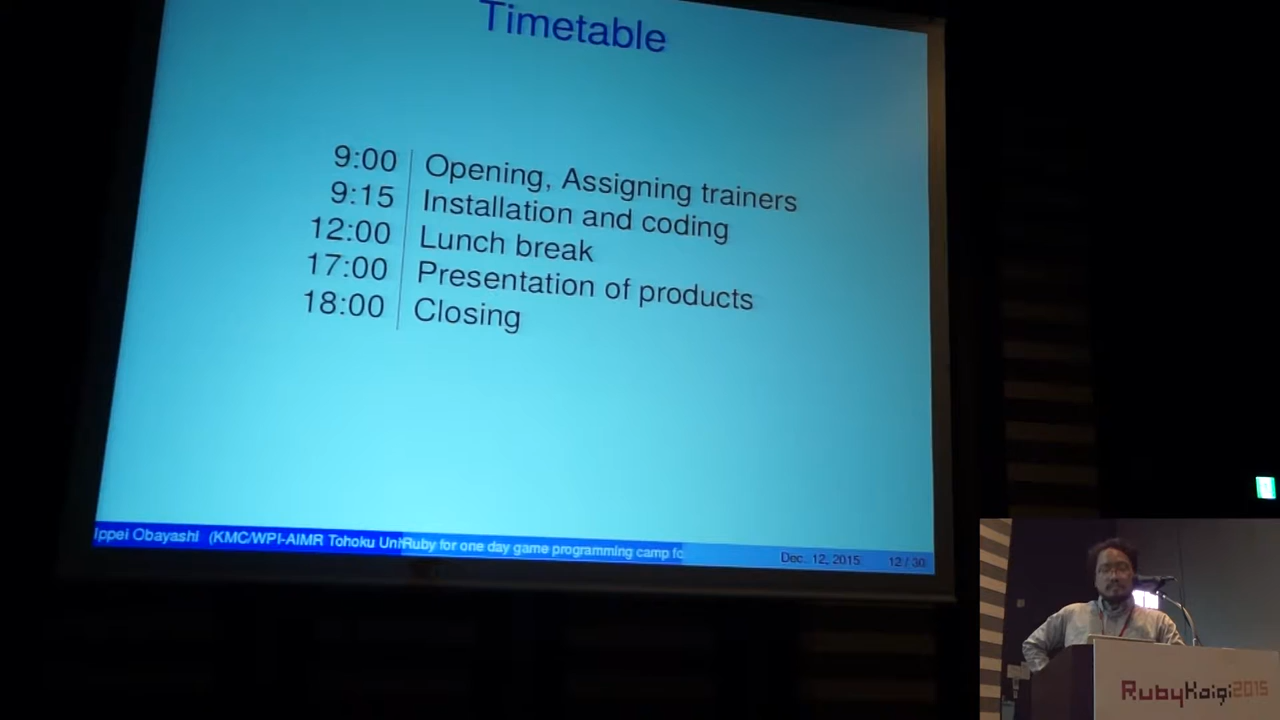 Timetable
9:00 Opening, Assigning trainers
9:15 Installation and coding
12:00 Lunch break
17:00 Presentation of products
18:00 Closing
Ippei Obayashi (KMC/WPI-AIMR Tohoku Uni Ruby for one day game programming camp fo Dec. 12, 2015 12 / 30
RubyKaigi2015